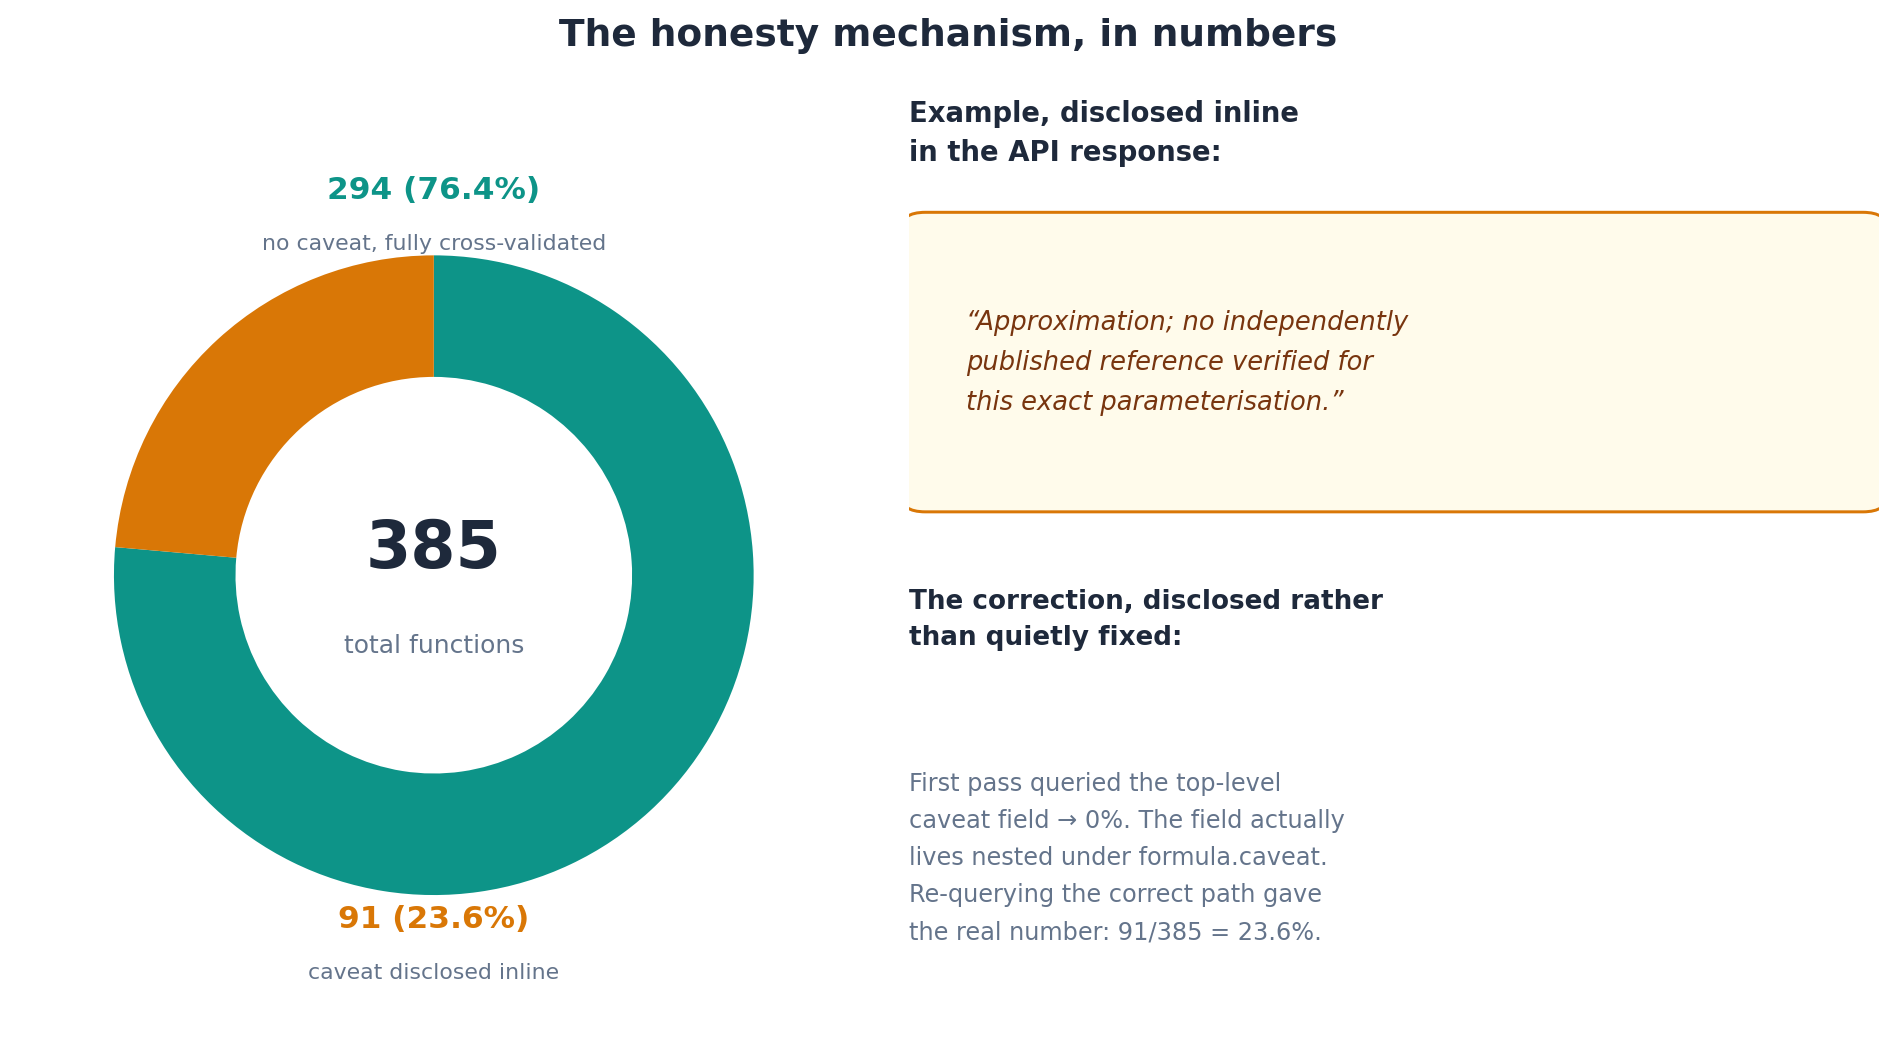 The honesty mechanism, in numbers
294 (76.4%)
no caveat, fully cross-validated
385
total functions
91 (23.6%)
caveat disclosed inline
Example, disclosed inline
in the API response:
“Approximation; no independently
published reference verified for
this exact parameterisation.”
The correction, disclosed rather
than quietly fixed:
First pass queried the top-level
caveat field → 0%. The field actually
lives nested under formula.caveat.
Re-querying the correct path gave
the real number: 91/385 = 23.6%.